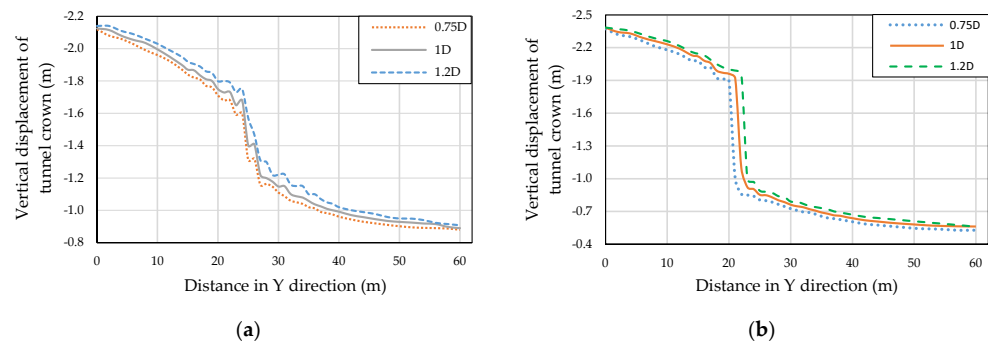 Vertical displacement of
tunnel crown (m)
-2.2
-2.0
-1.8
-1.6
-1.4
-1.2
-1.0
-0.8
0
10
20
30
40
50
60
Distance in Y direction (m)
0.75D
1D
1.2D
(a)
Vertical displacement of
tunnel crown (m)
-2.5
-2.2
-1.9
-1.6
-1.3
-1.0
-0.7
-0.4
0
10
20
30
40
50
60
Distance in Y direction (m)
0.75D
1D
1.2D
(b)